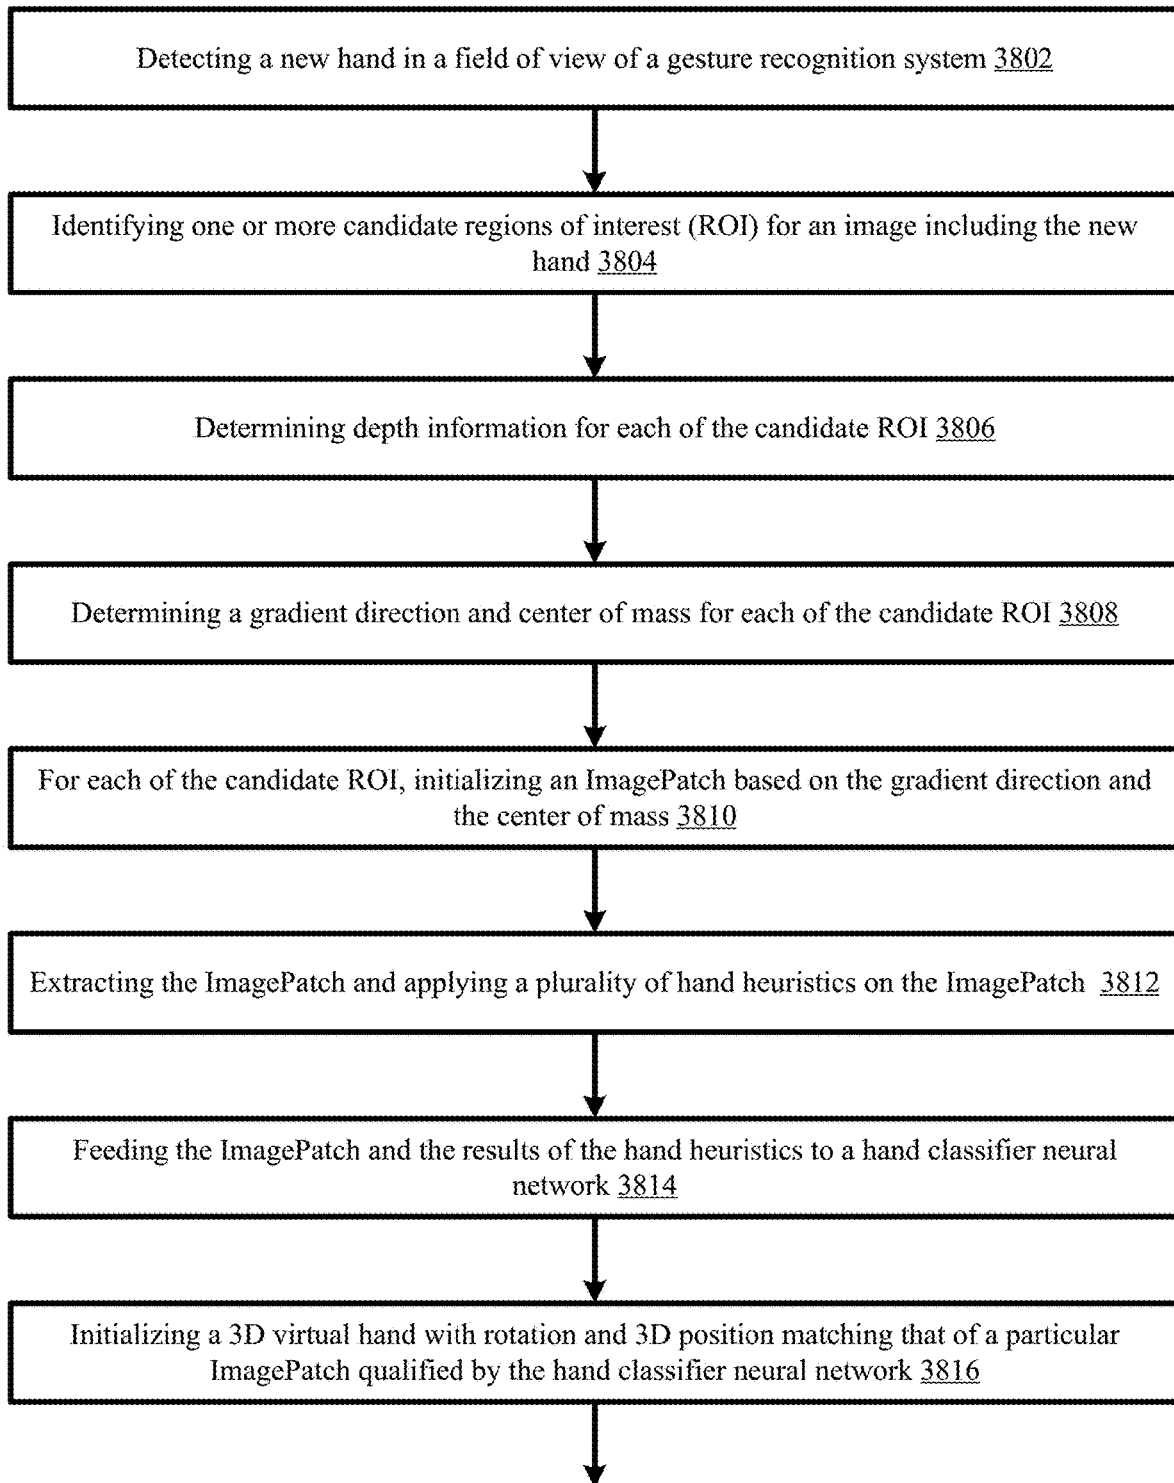 Detecting a new hand in a field of view of a gesture recognition system 3802
Identifying one or more candidate regions of interest (ROI) for an image including the new
hand 3804
Determining depth information for each of the candidate ROI 3806
Determining a gradient direction and center of mass for each of the candidate ROI 3808
For each of the candidate ROI, initializing an ImagePatch based on the gradient direction and
the center of mass 3810
Extracting the ImagePatch and applying a plurality of hand heuristics on the ImagePatch 3812
Feeding the ImagePatch and the results of the hand heuristics to a hand classifier neural
network 3814
Initializing a 3D virtual hand with rotation and 3D position matching that of a particular
ImagePatch qualified by the hand classifier neural network 3816